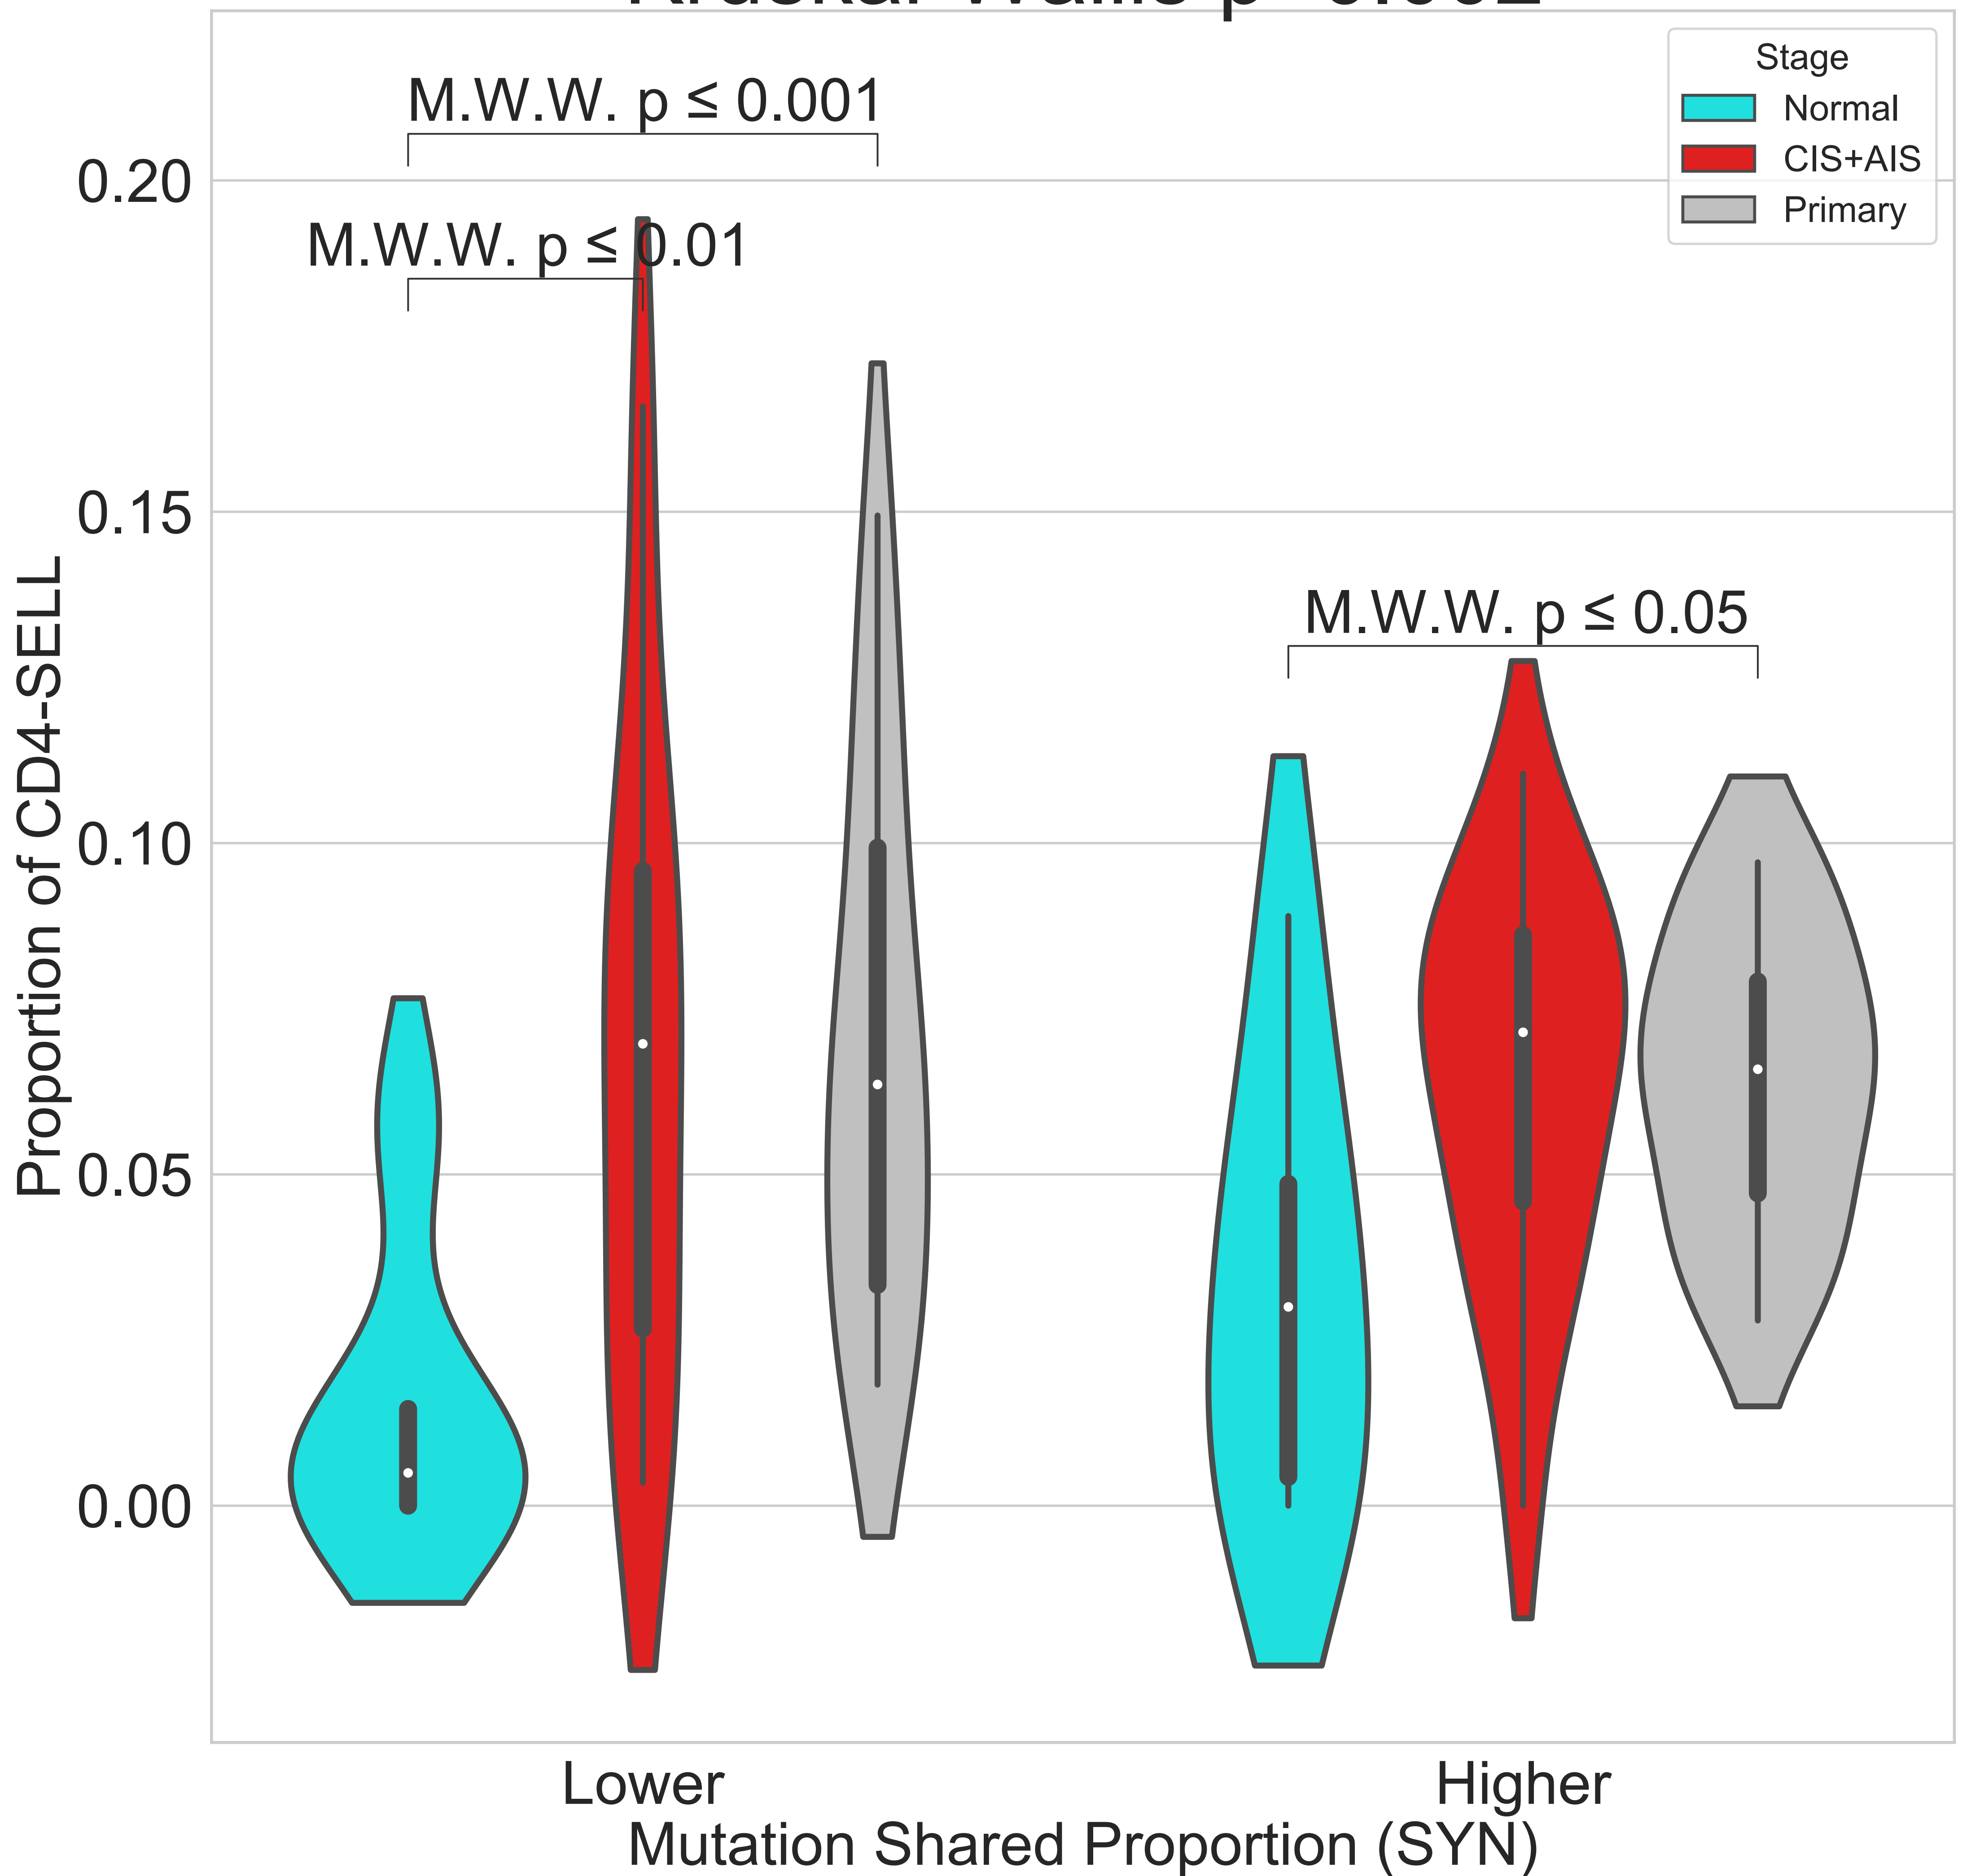 M.W.W. p ≤ 0.001
M.W.W. p ≤ 0.01
M.W.W. p ≤ 0.05
Stage
Normal
CIS+AIS
Primary
0.20
0.15
0.10
0.05
0.00
Proportion of CD4-SELL
Lower
Higher
Mutation Shared Proportion (SYN)